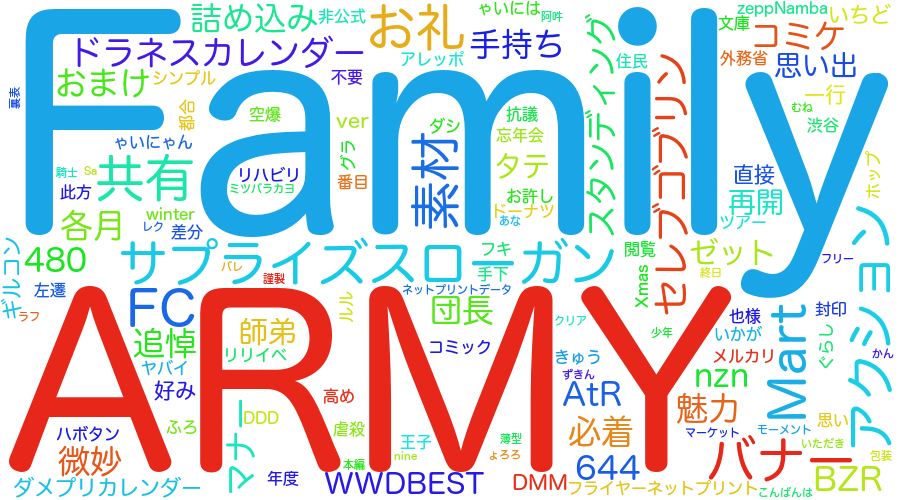 Family
ARMY
詰め込み
非公式
お礼
ゃいには
阿吽
zeppNamba
文庫
いちど
ドラネスカレンダー
手持ち
コミケ
アレッポ
住民
外務省
思い出
おまけ
シンプル
不要
裏表
都合
空爆
ver
ダシ
抗議
忘年会
スタンディング
セレブゴブリン
一行
むね
渋谷
ゃいにゃん
グラ
素材
タテ
騎士
Sa
共有
リハビリ
ミツバラカヨ
番目
お許し
ドーナツ
あな
直接
再開
ツアー
ホップ
此方
各月
winter
レク
差分
480
サプライズスローガン
フキ
手下
閲覧
Xmas
ゼット
終日
フリー
アクション
ギルコン
左遷
バレ
謹製
ネットプリントデータ
ラフ
FC
ルル
団長
クリア
少年
也様
Mart
封印
いかが
ぐらし
かん
追悼
師弟
リリイベ
コミック
きゅう
ずきん
メルカリ
ヤバイ
好み
高め
AtR
nzn
魅力
思い
DDD
ハボタン
ふろ
マナー
虐殺
王子
薄型
必着
マーケット
モーメント
いただき
微妙
本編
nine
ょろろ
644
バナー
包装
年度
ダメプリカレンダー
WWDBEST
DMM
フライヤーネットプリント
こんばんは
BZR